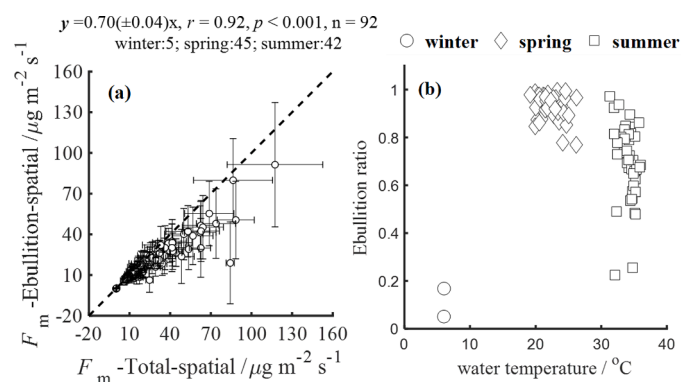 y =0.70(±0.04)x, r = 0.92, p < 0.001, n = 92
winter:5; spring:45; summer:42
(a)
F m -Ebullition-spatial /μg m-2 s-1
160
130
100
70
40
10
-20
-20 10 40 70 100 130 160
F m -Total-spatial /μg m-2 s-1
winter spring summer
(b)
Ebullition ratio
1
0.8
0.6
0.4
0.2
0
0 10 20 30 40
water temperature / oC